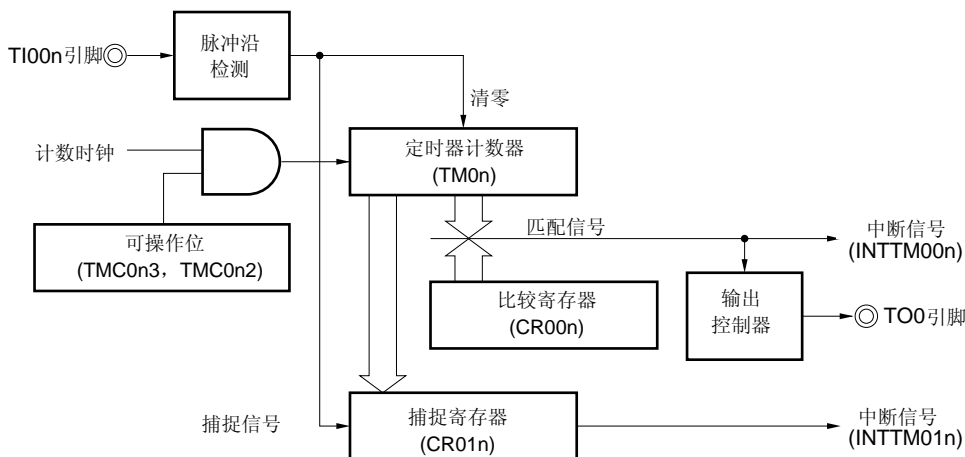 TI00n引脚
脉冲沿
检测
清零
计数时钟
定时器计数器
(TM0n)
可操作位
(TMC0n3，TMC0n2)
匹配信号
中断信号
(INTTM00n)
比较寄存器
(CR00n)
输出
控制器
TO0引脚
捕捉信号
捕捉寄存器
(CR01n)
中断信号
(INTTM01n)